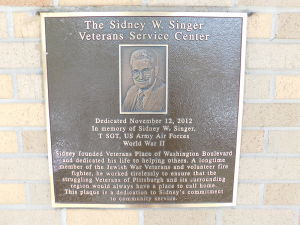 The Sidney W. Singer
Veterans Service Center
Dedicated November 12, 2012
In memory of Sidney W. Singer,
T SGT, US Army Air Forces
World War II
Sidney founded Veterans Place of Washington Boulevard
and dedicated his life to helping others. A longtime
member of the Jewish War Veterans and volunteer fire
fighter, he worked tirelessly to ensure that the
struggling Veterans of Pittsburgh and its surrounding
region would always have a place to call home.
This plaque is a dedication to Sidney's commitment
to community service.